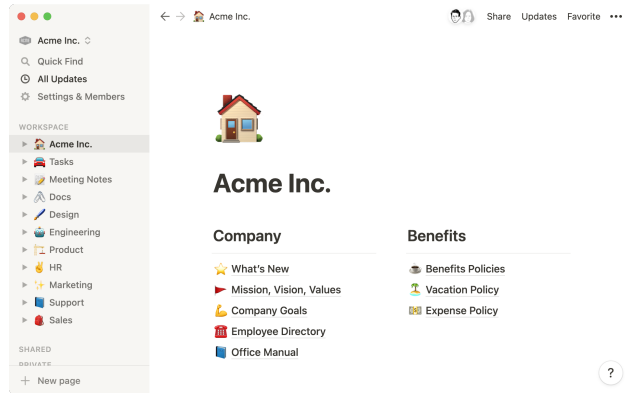 Acme Inc.
Quick Find
All Updates
Settings & Members
WORKSPACE
Acme Inc.
Tasks
Meeting Notes
Docs
Design
Engineering
Product
HR
Marketing
Support
Sales
SHARED
PRIVATE
New page
Acme Inc.
Share Updates Favorite
Acme Inc.
Company
What's New
Mission, Vision, Values
Company Goals
Employee Directory
Office Manual
Benefits
Benefits Policies
Vacation Policy
Expense Policy
?